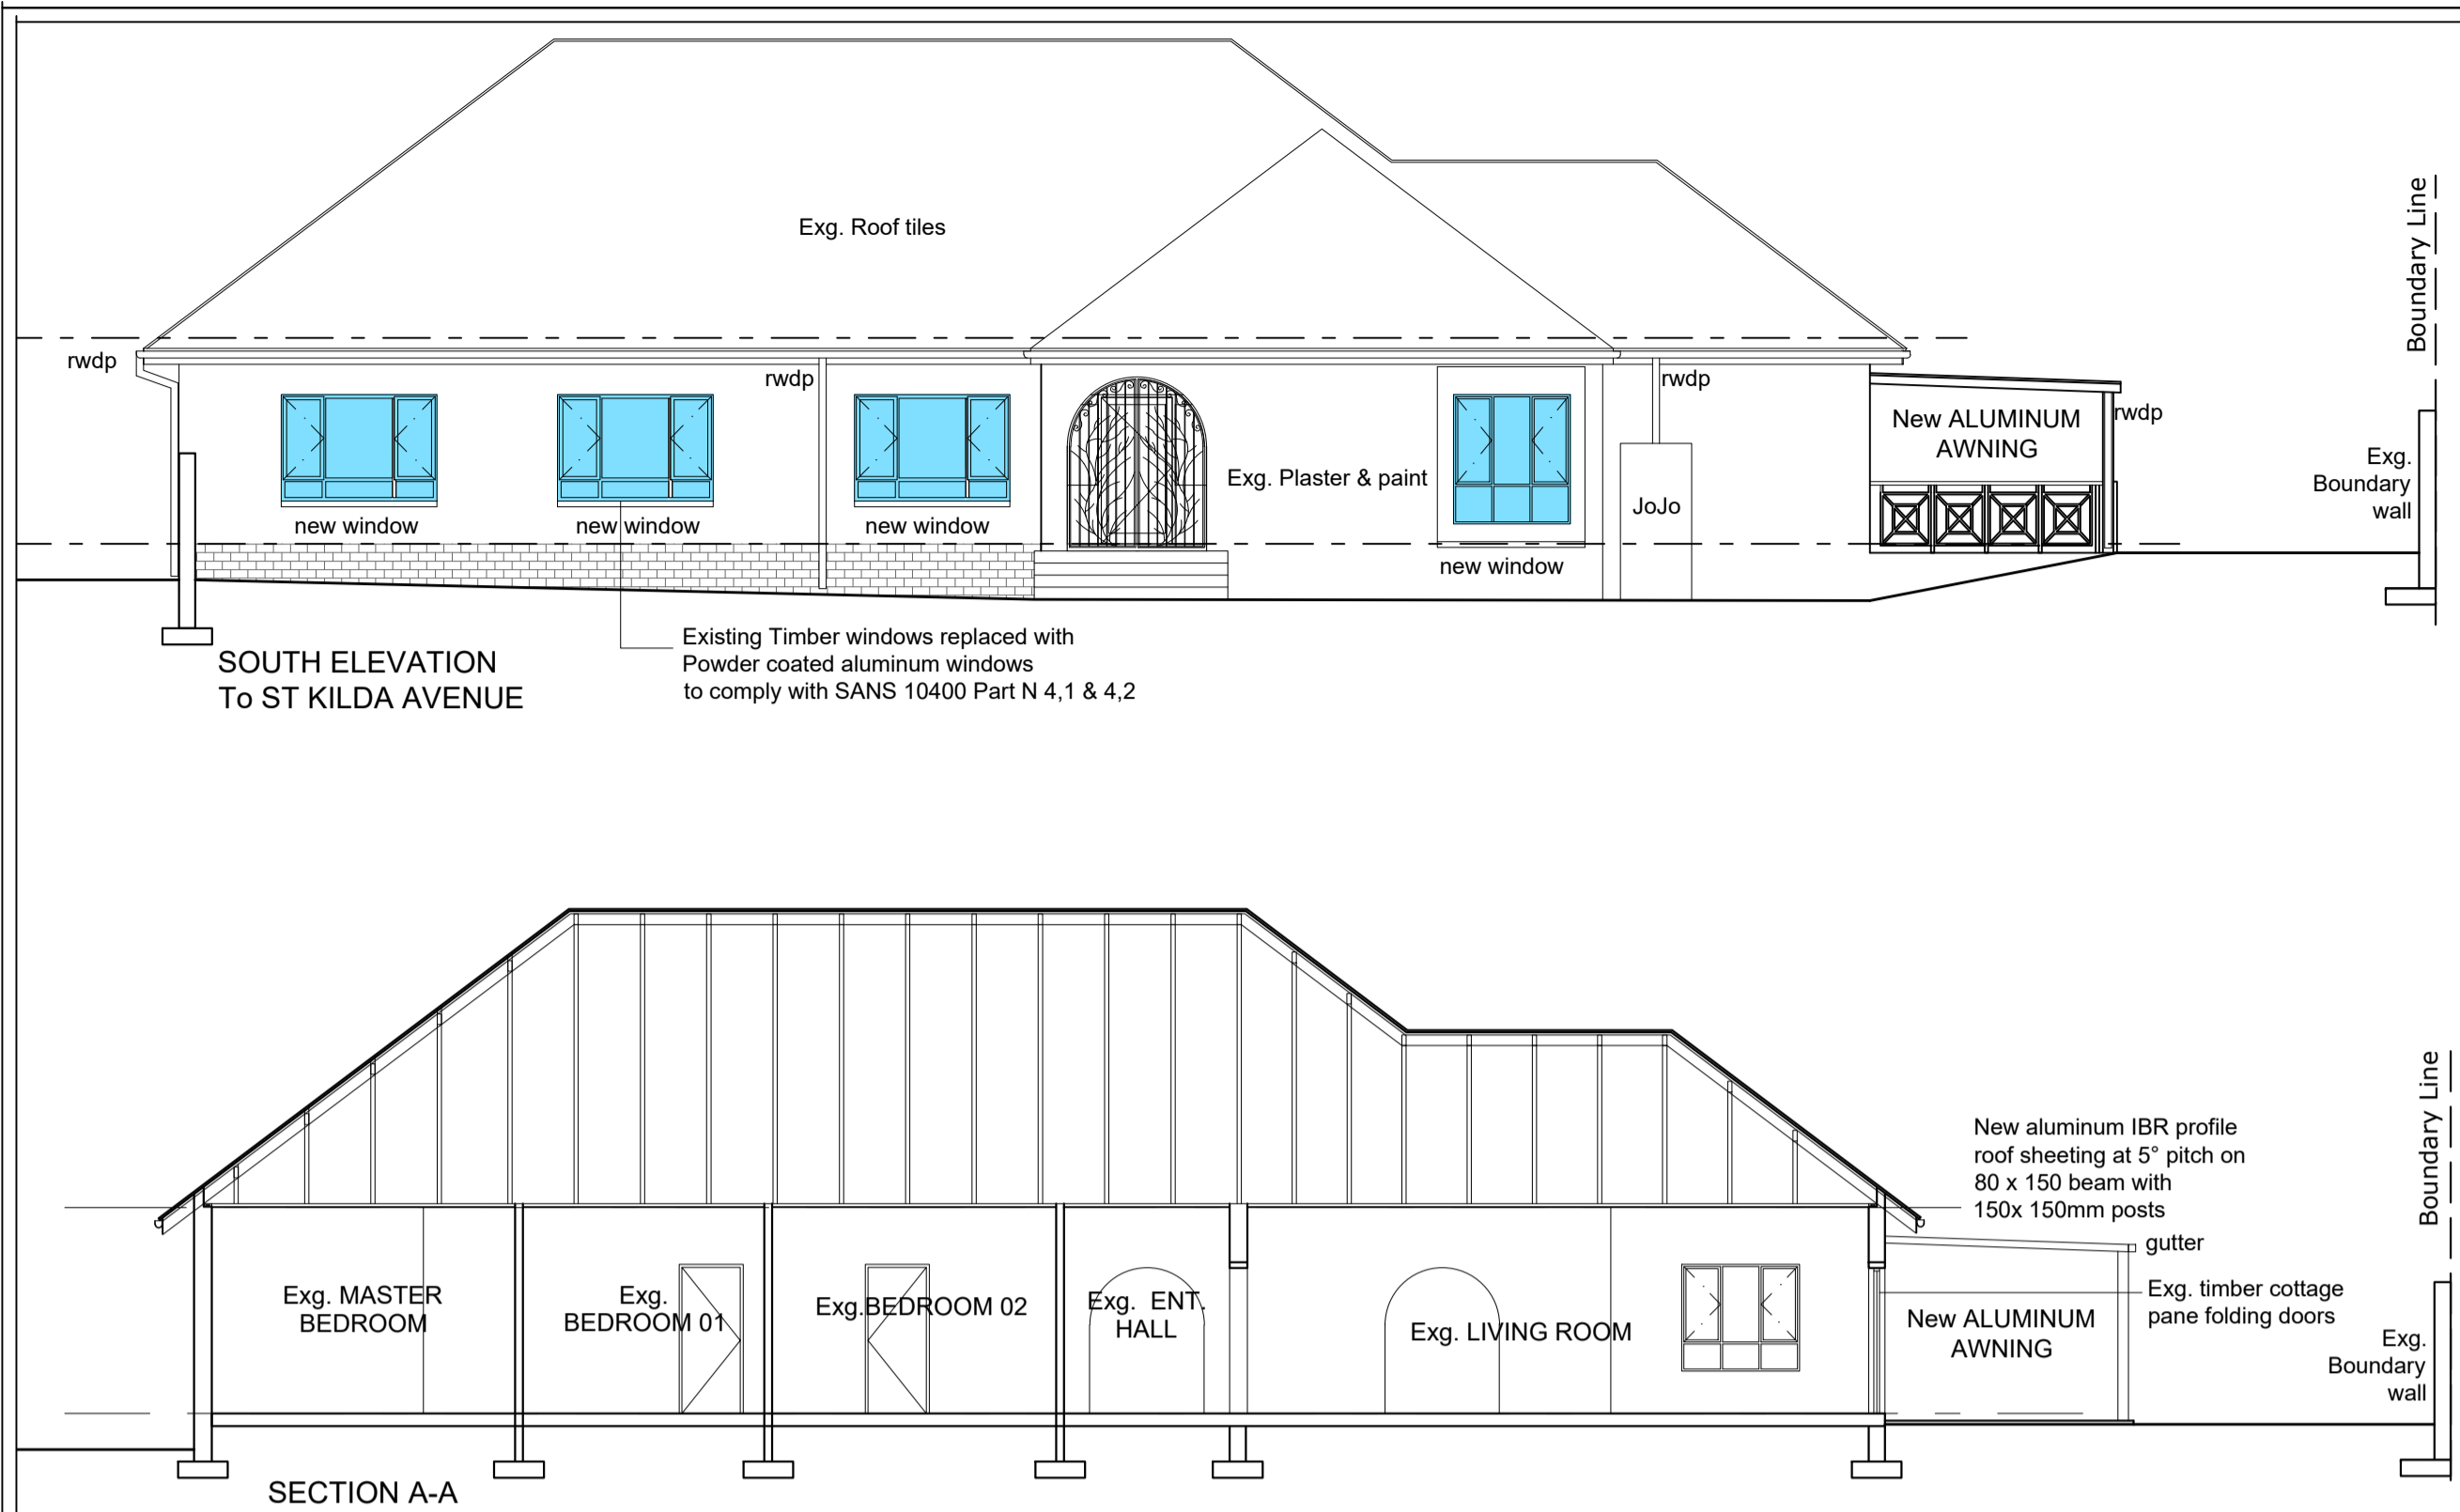 Exg. Roof tiles
Boundary Line
rwdp
rwdp
rwdp
rwdp
New ALUMINUM
AWNING
Exg. Plaster & paint
JoJo
Exg.
Boundary
wall
new window
new window
new window
new window
Existing Timber windows replaced with
Powder coated aluminum windows
to comply with SANS 10400 Part N 4,1 & 4,2
SOUTH ELEVATION
To ST KILDA AVENUE
Boundary Line
New aluminum IBR profile
roof sheeting at 5° pitch on
80 x 150 beam with
150x 150mm posts
gutter
Exg. timber cottage
pane folding doors
Exg. MASTER
BEDROOM
Exg.
BEDROOM 01
Exg.BEDROOM 02
Exg. ENT.
HALL
Exg. LIVING ROOM
New ALUMINUM
AWNING
Exg.
Boundary
wall
SECTION A-A